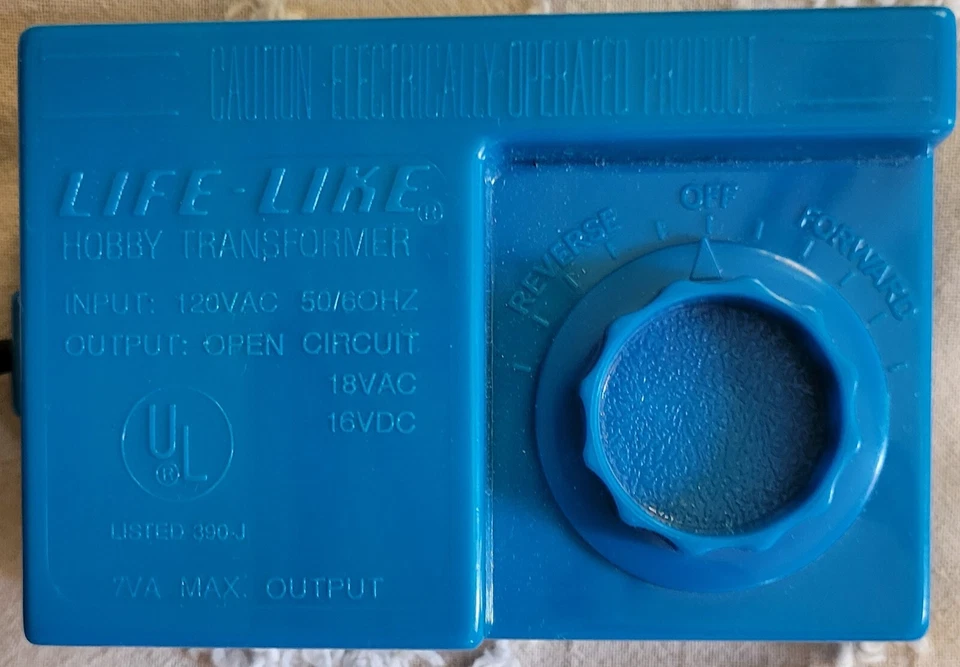 CAUTION-ELECTRICALLY-OPERATED PRODUCT
LIFE-LIKE®
HOBBY TRANSFORMER
INPUT: 120VAC 50/60HZ
OUTPUT: OPEN CIRCUIT
18VAC
16VDC
UL®
LISTED 390-J
7VA MAX. OUTPUT
REVERSE
OFF
FORWARD